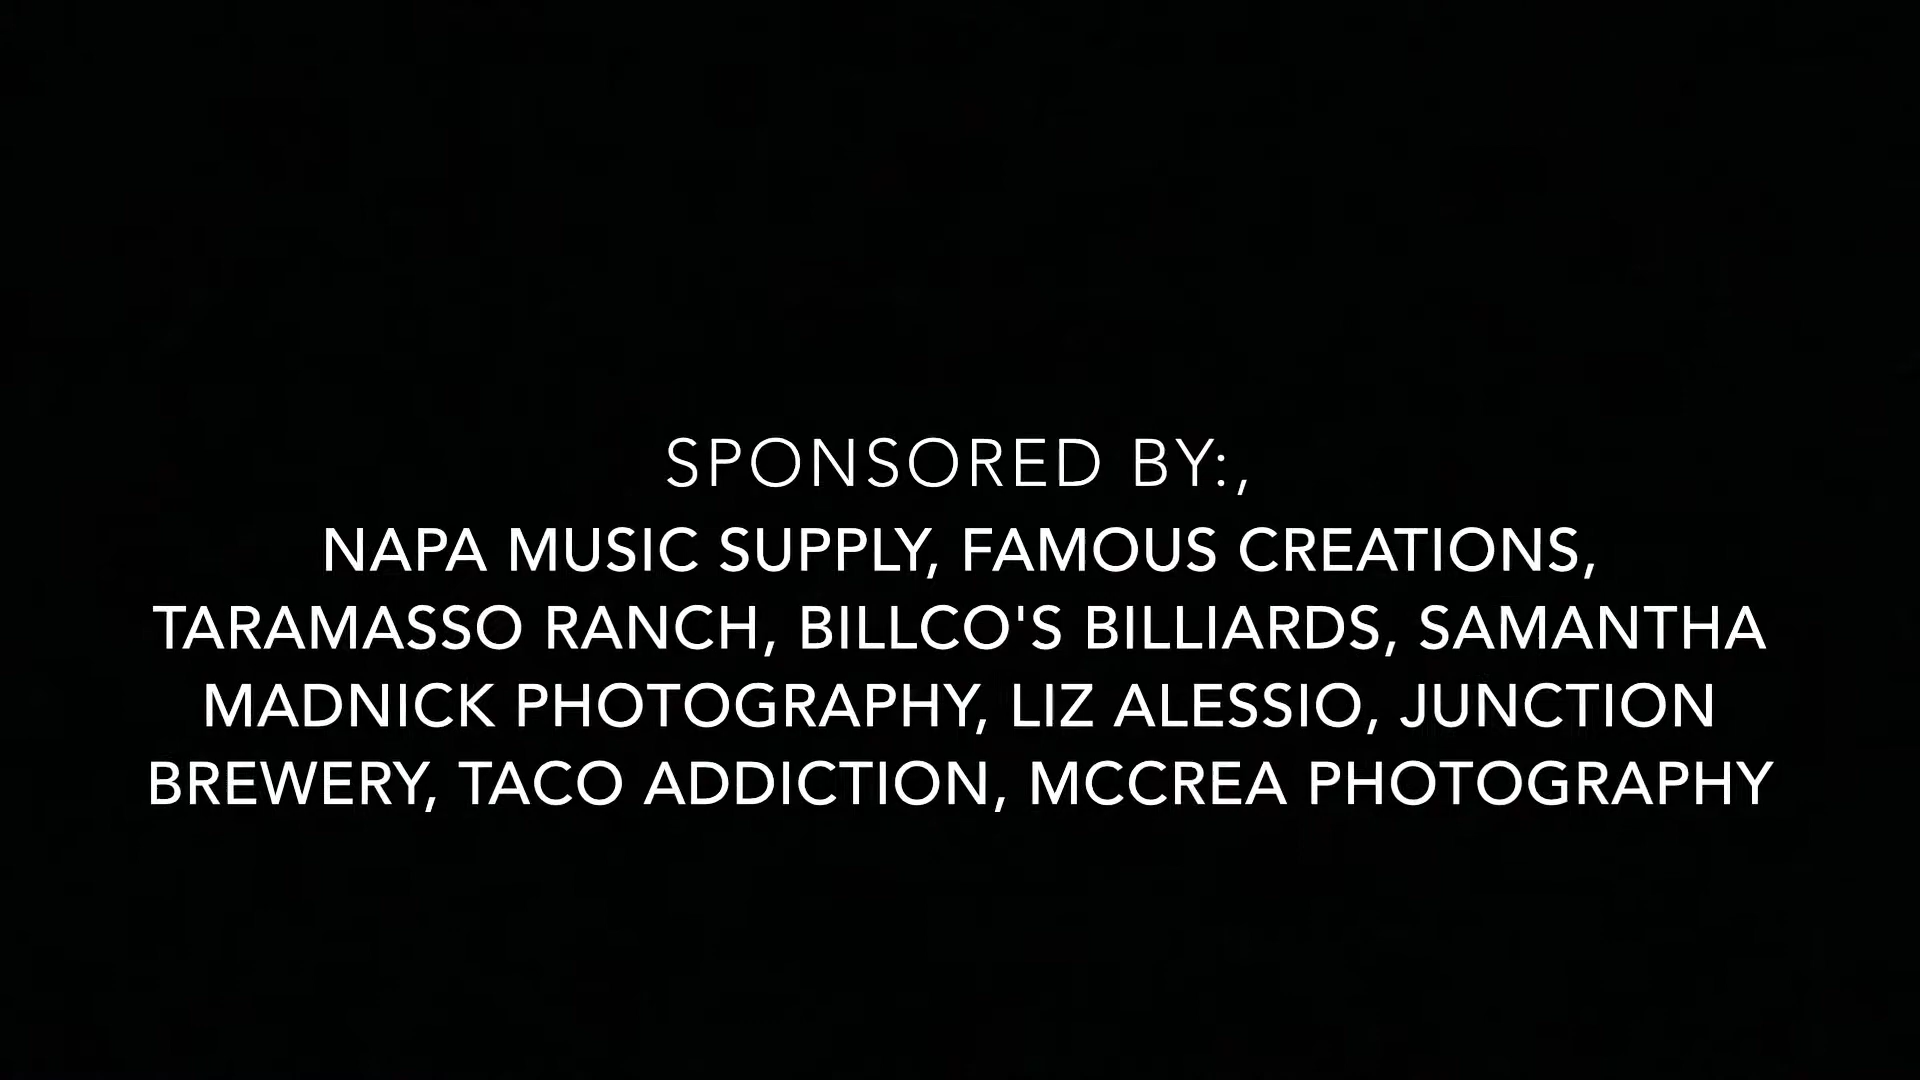 SPONSORED BY:,
NAPA MUSIC SUPPLY, FAMOUS CREATIONS,
TARAMASSO RANCH, BILLCO'S BILLIARDS, SAMANTHA
MADNICK PHOTOGRAPHY, LIZ ALESSIO, JUNCTION
BREWERY, TACO ADDICTION, MCCREA PHOTOGRAPHY